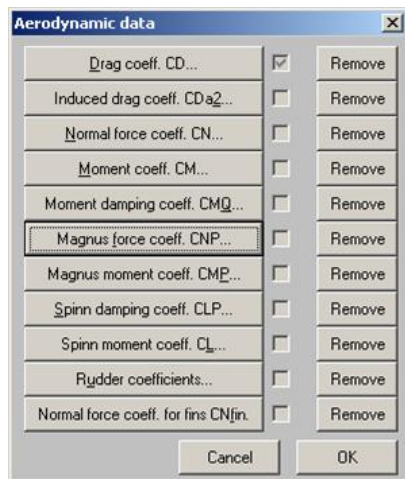 Aerodynamic data
Drag coeff. CD... Remove
Induced drag coeff. CDa2... Remove
Normal force coeff. CN... Remove
Moment coeff. CM... Remove
Moment damping coeff. CMQ... Remove
Magnus force coeff. CNP... Remove
Magnus moment coeff. CMP... Remove
Spinn damping coeff. CLP... Remove
Spinn moment coeff. CL... Remove
Rudder coefficients... Remove
Normal force coeff. for fins CNfin. Remove
Cancel OK